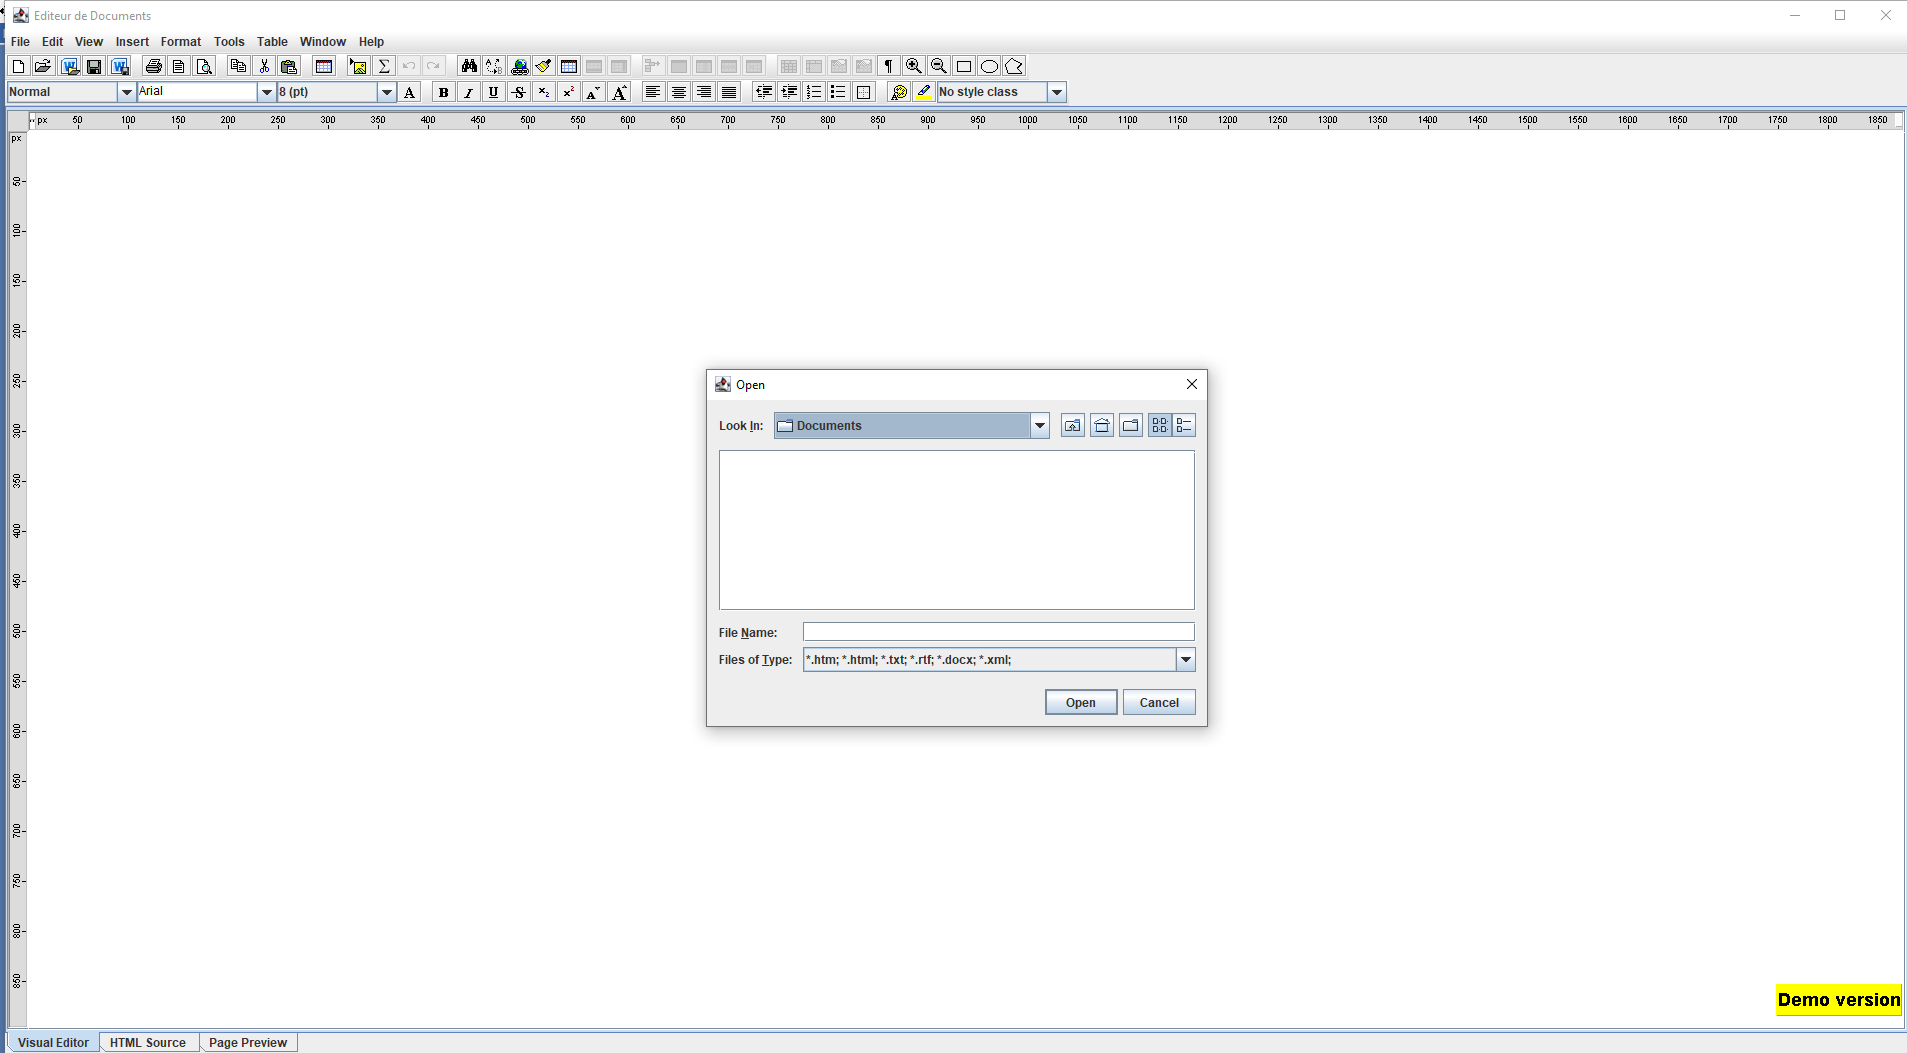 Editeur de Documents
File Edit View Insert Format Tools Table Window Help
Normal Arial 8 (pt) No style class
px 50 100 150 200 250 300 350 400 450 500 550 600 650 700 750 800 850 900 950 1000 1050 1100 1150 1200 1250 1300 1350 1400 1450 1500 1550 1600 1650 1700 1750 1800 1850
px
50
100
150
200
250
300
350
400
450
500
550
600
650
700
750
800
850
Open
Look In: Documents
File Name:
Files of Type: *.htm; *.html; *.txt; *.rtf; *.docx; *.xml;
Open Cancel
Demo version
Visual Editor HTML Source Page Preview